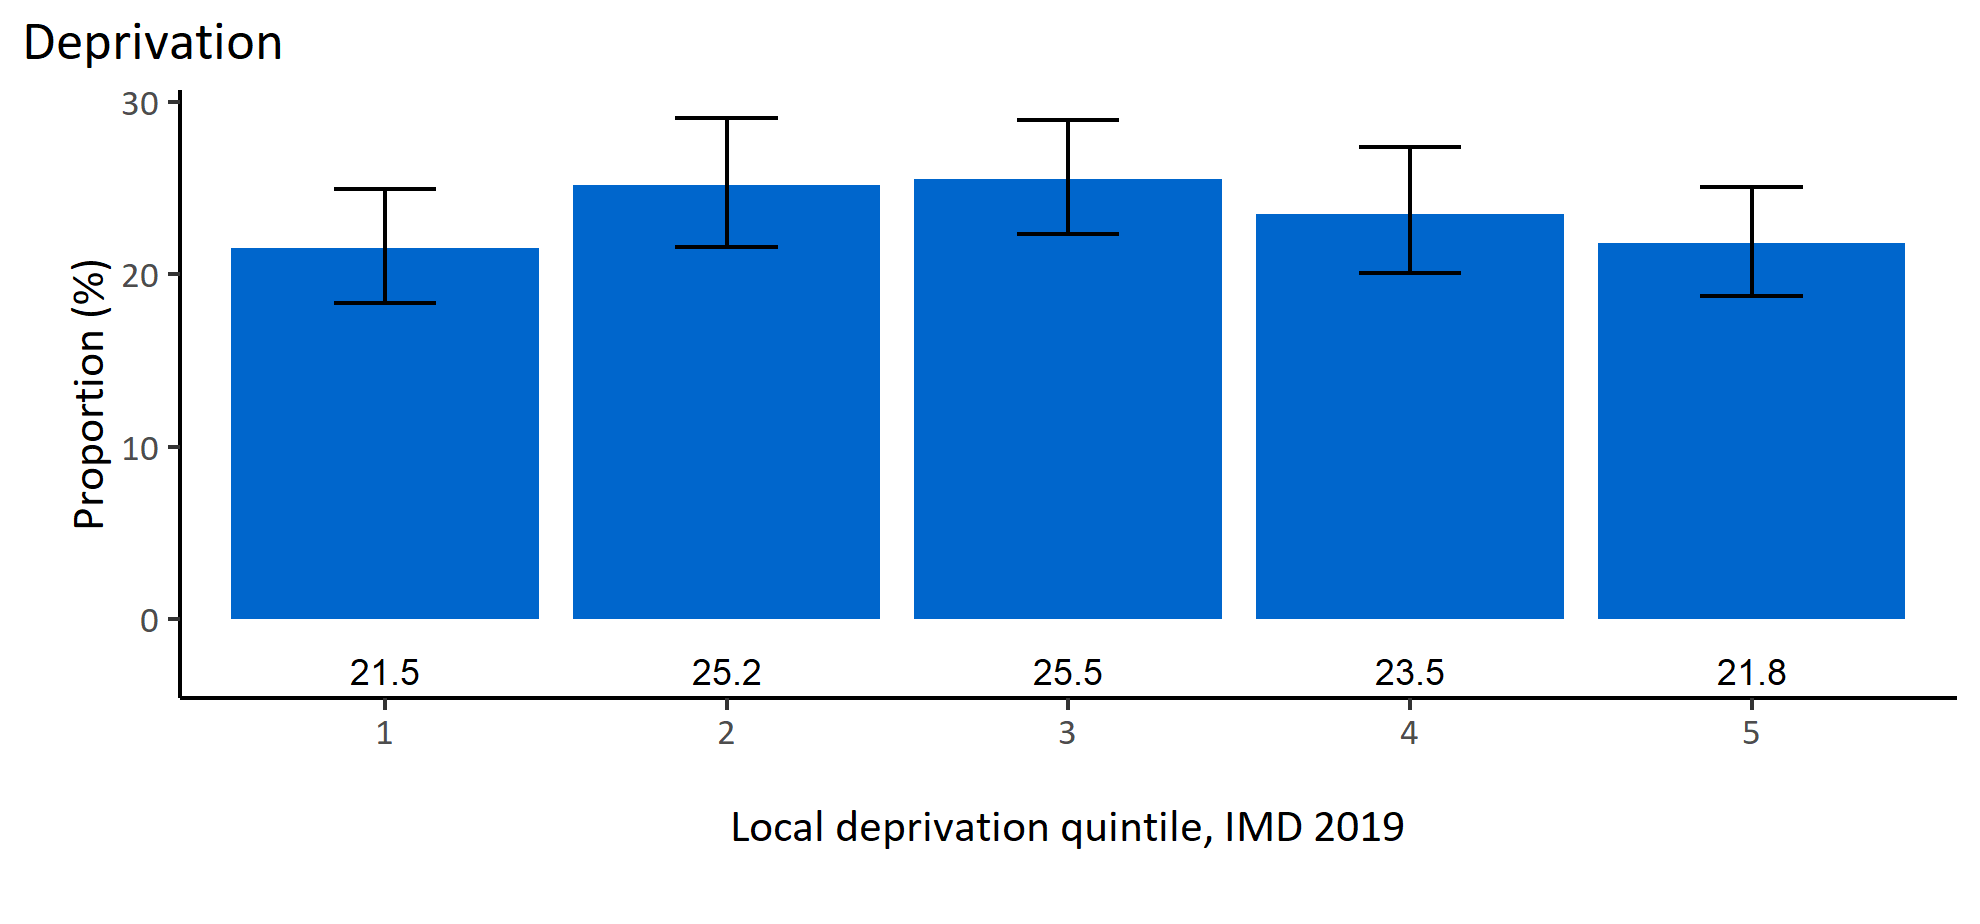 Deprivation
Proportion (%)
30
20
10
0
21.5 25.2 25.5 23.5 21.8
1 2 3 4 5
Local deprivation quintile, IMD 2019